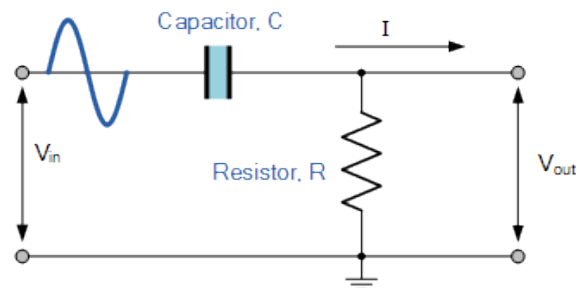 Capacitor, C
I
Vin
Resistor, R
Vout